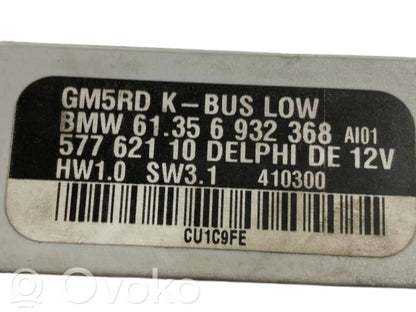 GM5RD K-BUS LOW
BMW 61.35 6 932 368 AI01
577 621 10 DELPHI DE 12V
HW1.0 SW3.1 410300
CU1C9FE
OVOKO